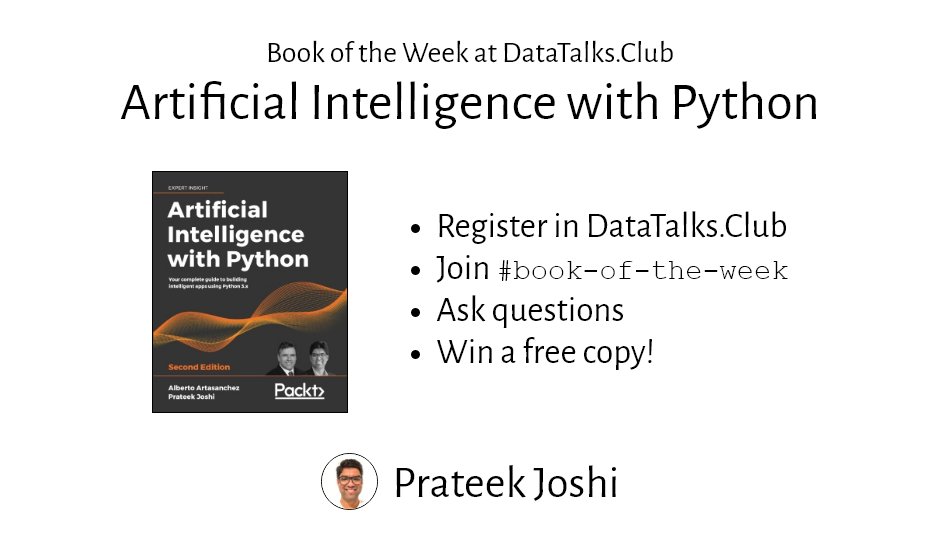 Book of the Week at DataTalks.Club
Artificial Intelligence with Python
EXPERT INSIGHT
Artificial
Intelligence
with Python
Your complete guide to building
intelligent apps using Python 3.x
Second Edition
Alberto Artasanchez
Prateek Joshi
Packt>
• Register in DataTalks.Club
• Join #book-of-the-week
• Ask questions
• Win a free copy!
Prateek Joshi